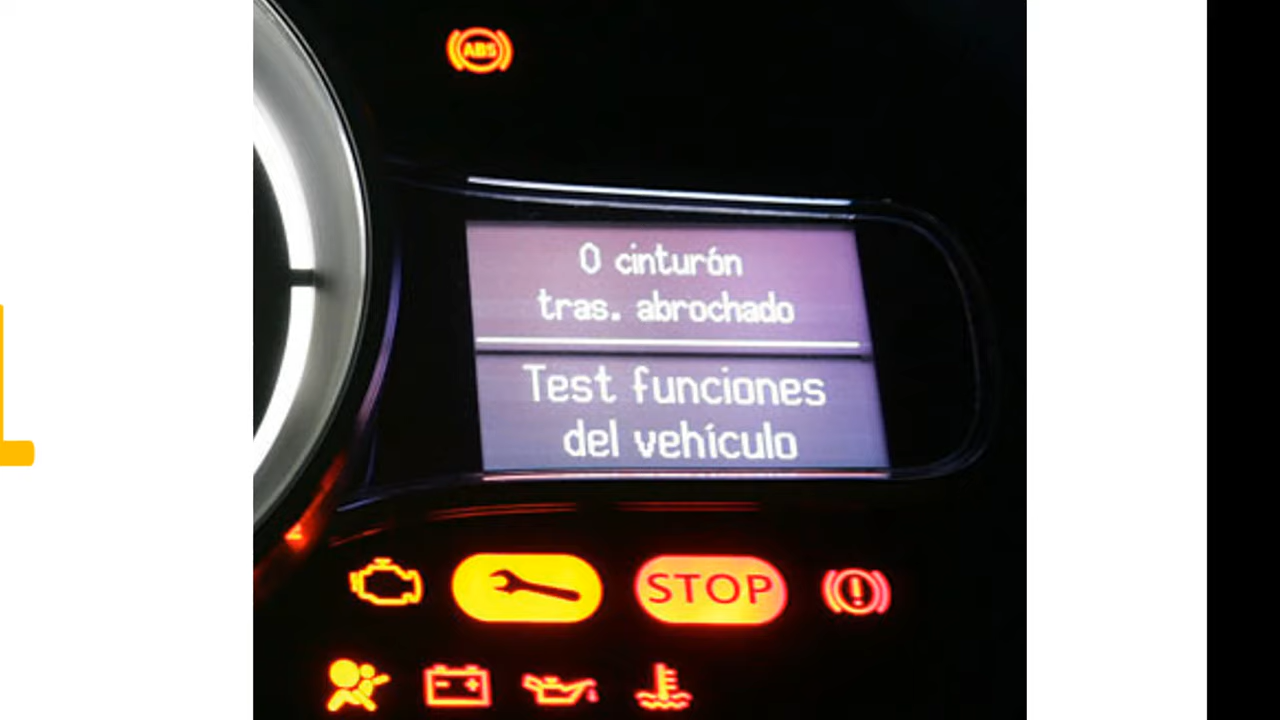 ABS
0 cinturón
tras. abrochado
Test funciones
del vehículo
STOP